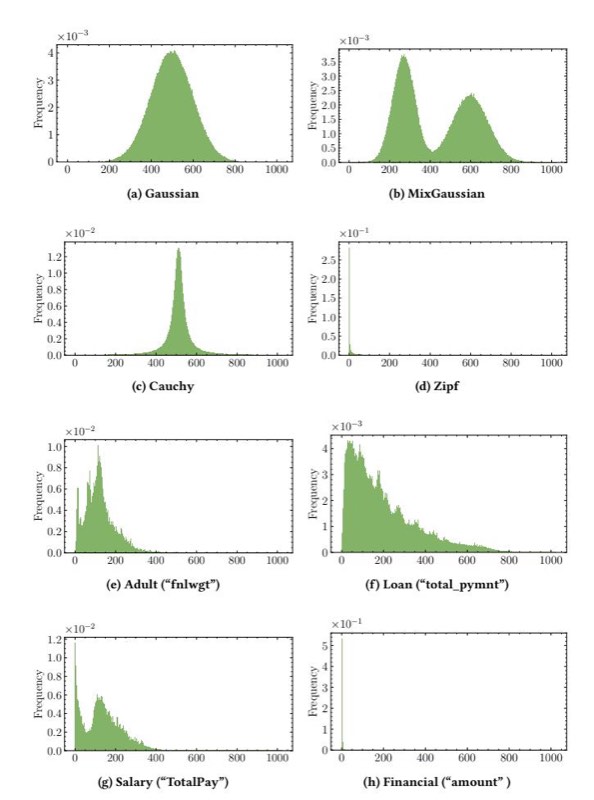 ×10⁻³
4
3
2
1
0
Frequency
0 200 400 600 800 1000
(a) Gaussian
×10⁻³
3.5
3.0
2.5
2.0
1.5
1.0
0.5
0.0
Frequency
0 200 400 600 800 1000
(b) MixGaussian
×10⁻²
1.2
1.0
0.8
0.6
0.4
0.2
0.0
Frequency
0 200 400 600 800 1000
(c) Cauchy
×10⁻¹
2.5
2.0
1.5
1.0
0.5
0.0
Frequency
0 200 400 600 800 1000
(d) Zipf
×10⁻²
1.0
0.8
0.6
0.4
0.2
0.0
Frequency
0 200 400 600 800 1000
(e) Adult (“fnlwgt”)
×10⁻³
4
3
2
1
0
Frequency
0 200 400 600 800 1000
(f) Loan (“total_pymnt”)
×10⁻²
1.2
1.0
0.8
0.6
0.4
0.2
0.0
Frequency
0 200 400 600 800 1000
(g) Salary (“TotalPay”)
×10⁻¹
5
4
3
2
1
0
Frequency
0 200 400 600 800 1000
(h) Financial (“amount” )